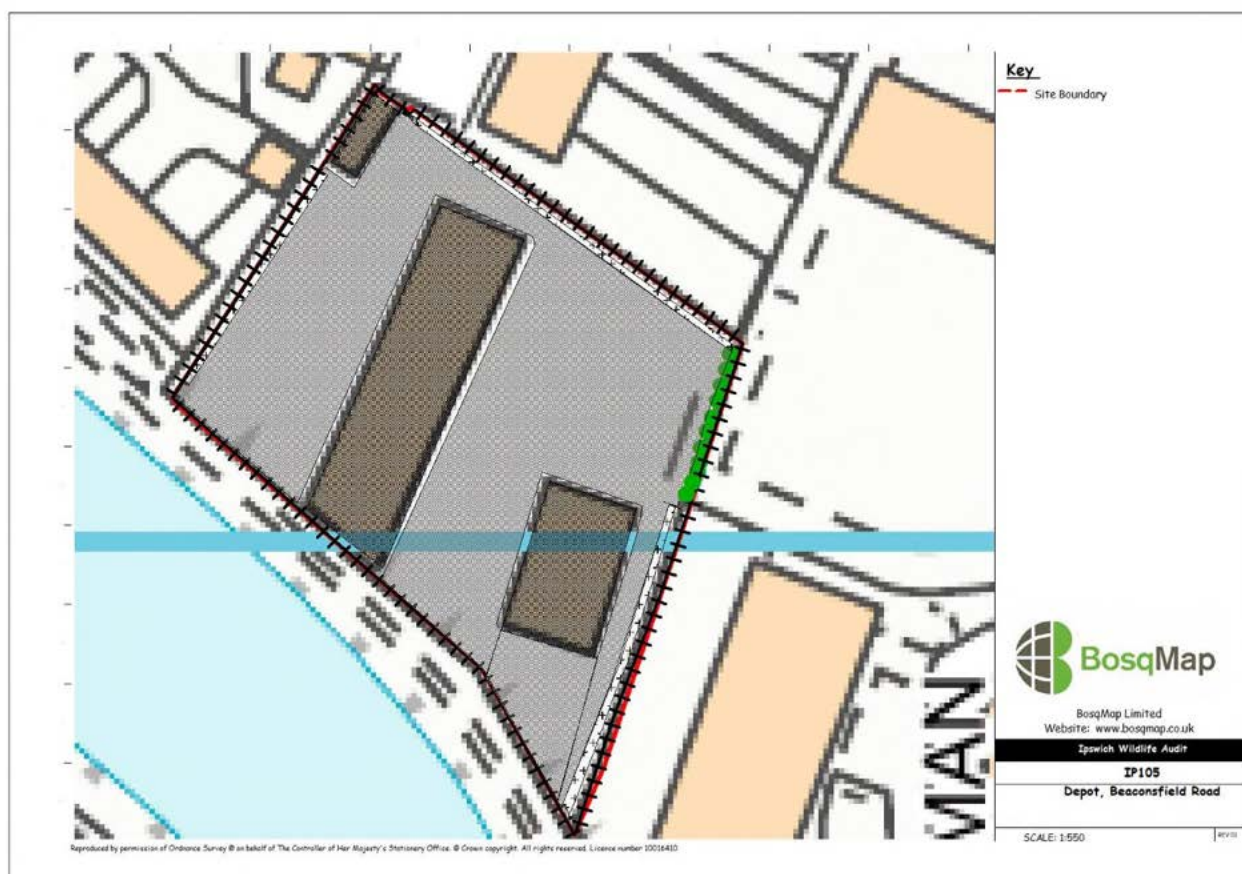 Key
Site Boundary
MAN
BosqMap
BosqMap Limited
Website: www.bosqmap.co.uk
Ipswich Wildlife Audit
IP105
Depot, Beaconsfield Road
SCALE: 1:550
Reproduced by permission of Ordnance Survey ® on behalf of The Controller of Her Majesty's Stationery Office. © Crown copyright. All rights reserved. Licence number 10016410